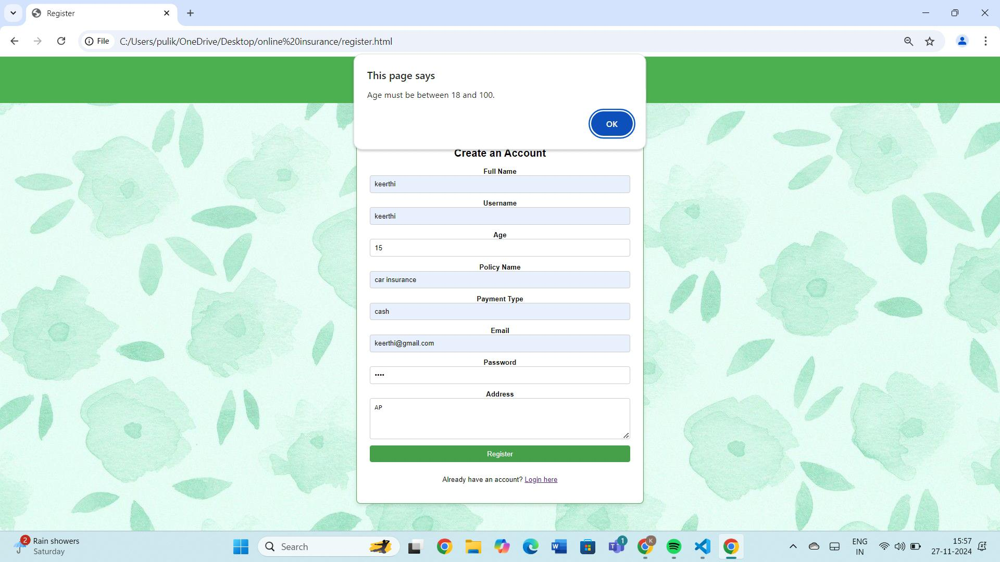 Register
File
C:/Users/pulik/OneDrive/Desktop/online%20insurance/register.html
This page says
Age must be between 18 and 100.
OK
Create an Account
Full Name
keerthi
Username
keerthi
Age
15
Policy Name
car insurance
Payment Type
cash
Email
keerthi@gmail.com
Password
••••
Address
AP
Register
Already have an account? Login here
2
Rain showers
Saturday
Search
W
T
1
K
ENG
IN
15:57
27-11-2024